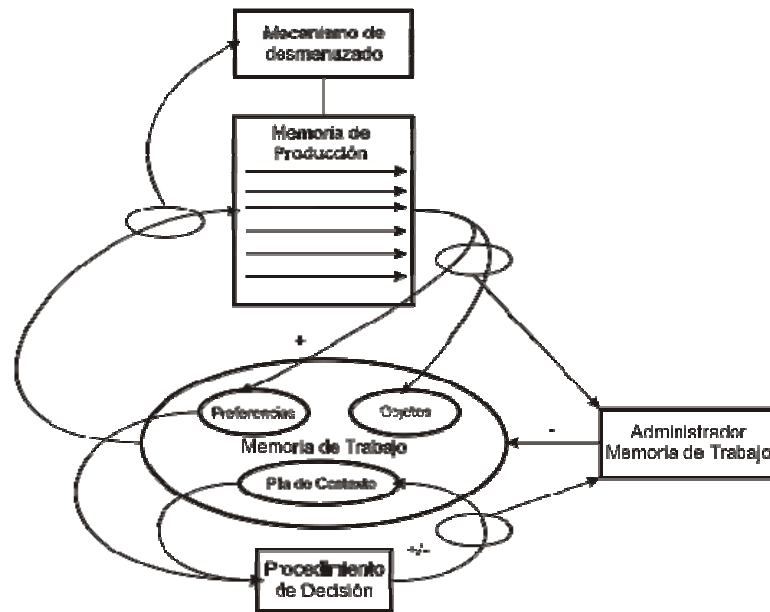 Mecanismo de
desmenuzado
Memoria de
Producción
+
Preferencias
Objetos
Memoria de Trabajo
Pila de Contexto
-
Administrador
Memoria de Trabajo
+/-
Procedimiento
de Decisión